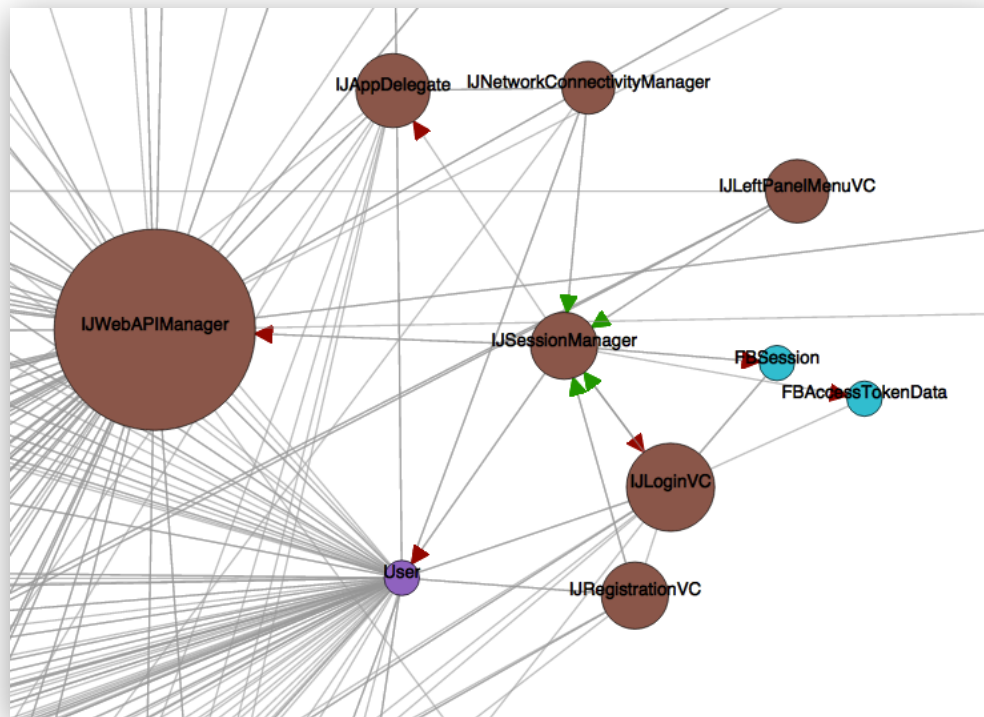 IJAppDelegate
IJNetworkConnectivityManager
IJLeftPanelMenuVC
IJWebAPIManager
IJSessionManager
FBSession
FBAccessTokenData
IJLoginVC
User
IJRegistrationVC